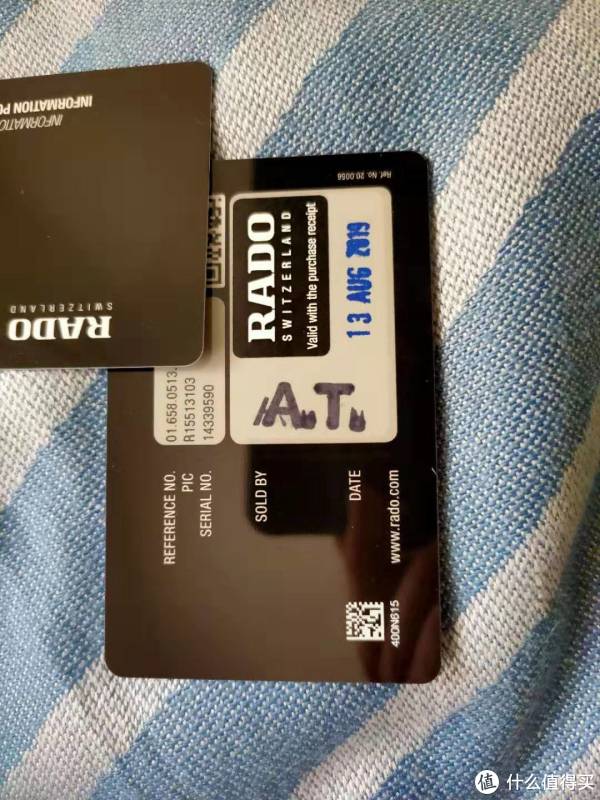 INFORMATION PO
INFORMATIO
RADO
SWITZERLAND
Ref. No. 20.0056
RADO
SWITZERLAND
Valid with the purchase receipt
13 AUG 2019
A.T.
REFERENCE NO. 01.658.0513.
PIC R15513103
SERIAL NO. 14339590
SOLD BY
DATE
www.rado.com
400N615
值 什么值得买